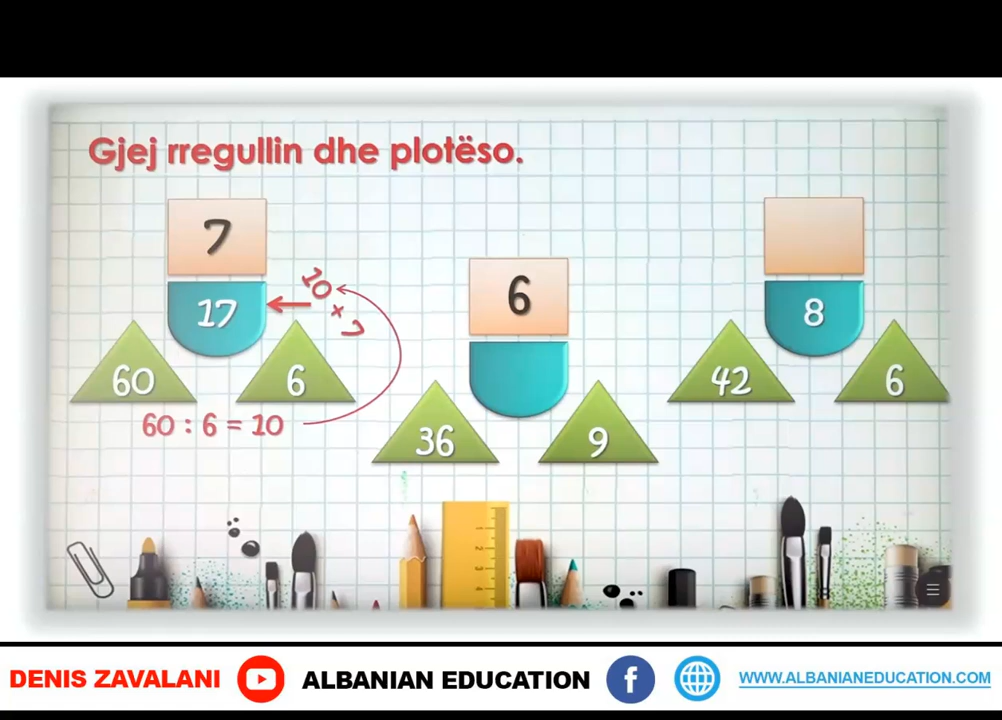 Gjej rregullin dhe plotëso.
7
17
10 + 7
60
6
60 : 6 = 10
6
36
9
8
42
6
DENIS ZAVALANI
ALBANIAN EDUCATION
f
WWW.ALBANIANEDUCATION.COM